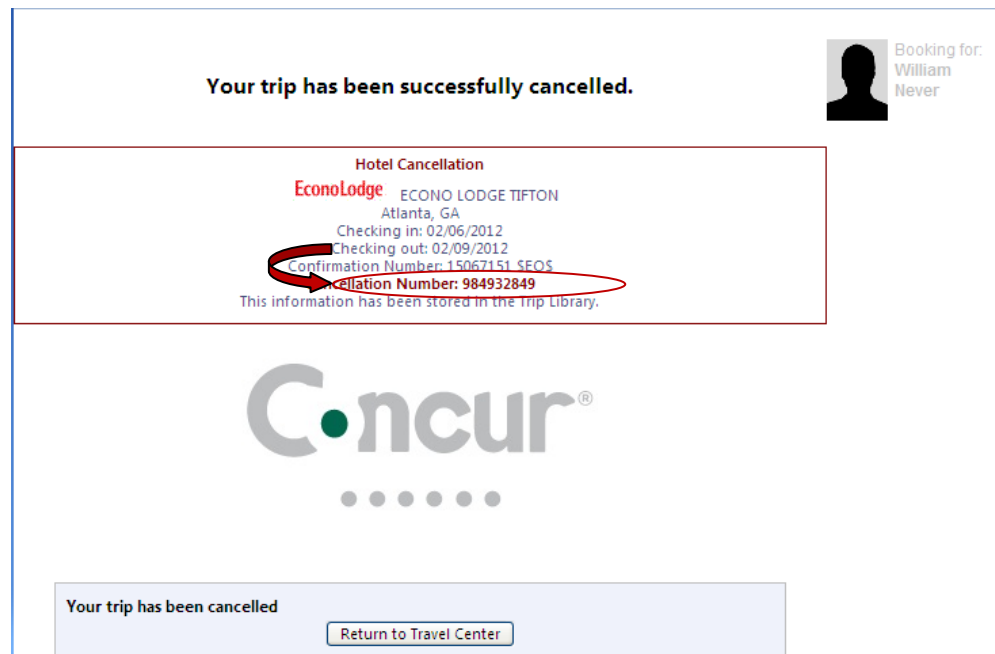 Booking for:
William
Never
Your trip has been successfully cancelled.
Hotel Cancellation
EconoLodge ECONO LODGE TIFTON
Atlanta, GA
Checking in: 02/06/2012
Checking out: 02/09/2012
Confirmation Number: 15067151 SEO$
cellation Number: 984932849
This information has been stored in the Trip Library.
Concur®
Your trip has been cancelled
Return to Travel Center